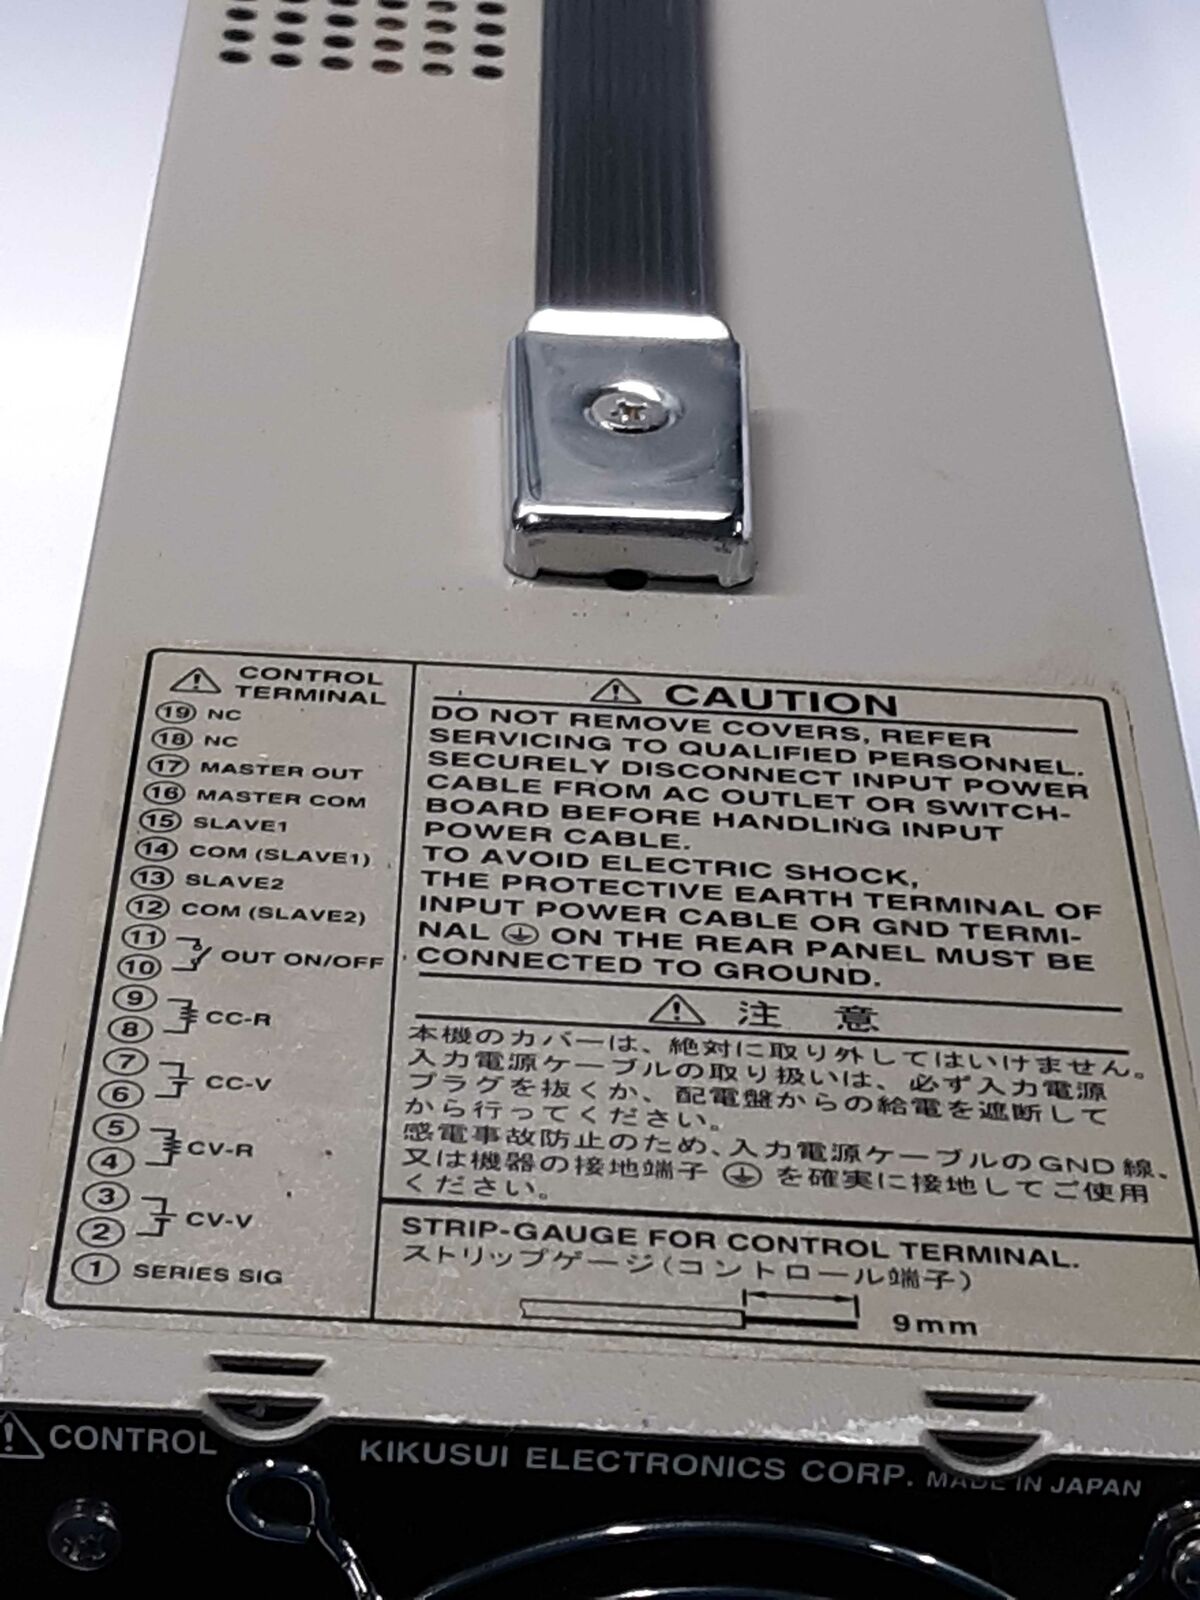 CONTROL
TERMINAL
19 NC
18 NC
17 MASTER OUT
16 MASTER COM
15 SLAVE1
14 COM (SLAVE1)
13 SLAVE2
12 COM (SLAVE2)
11
10 OUT ON/OFF
9
8 CC-R
7
6 CC-V
5
4 CV-R
3
2 CV-V
1 SERIES SIG
CAUTION
DO NOT REMOVE COVERS, REFER
SERVICING TO QUALIFIED PERSONNEL.
SECURELY DISCONNECT INPUT POWER
CABLE FROM AC OUTLET OR SWITCH-
BOARD BEFORE HANDLING INPUT
POWER CABLE.
TO AVOID ELECTRIC SHOCK,
THE PROTECTIVE EARTH TERMINAL OF
INPUT POWER CABLE OR GND TERMI-
NAL ON THE REAR PANEL MUST BE
CONNECTED TO GROUND.
注 意
本機のカバーは、絶対に取り外してはいけません。
入力電源ケーブルの取り扱いは、必ず入力電源
プラグを抜くか、配電盤からの給電を遮断して
から行ってください。
感電事故防止のため、入力電源ケーブルのGND線、
又は機器の接地端子 を確実に接地してご使用
ください。
STRIP-GAUGE FOR CONTROL TERMINAL.
ストリップゲージ(コントロール端子)
9mm
CONTROL
KIKUSUI ELECTRONICS CORP. MADE IN JAPAN